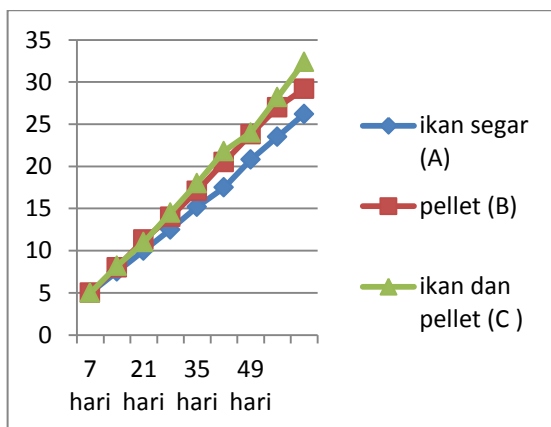 35
30
25
20
15
10
5
0
7 21 35 49
hari hari hari hari
ikan segar
(A)
pellet (B)
ikan dan
pellet (C )